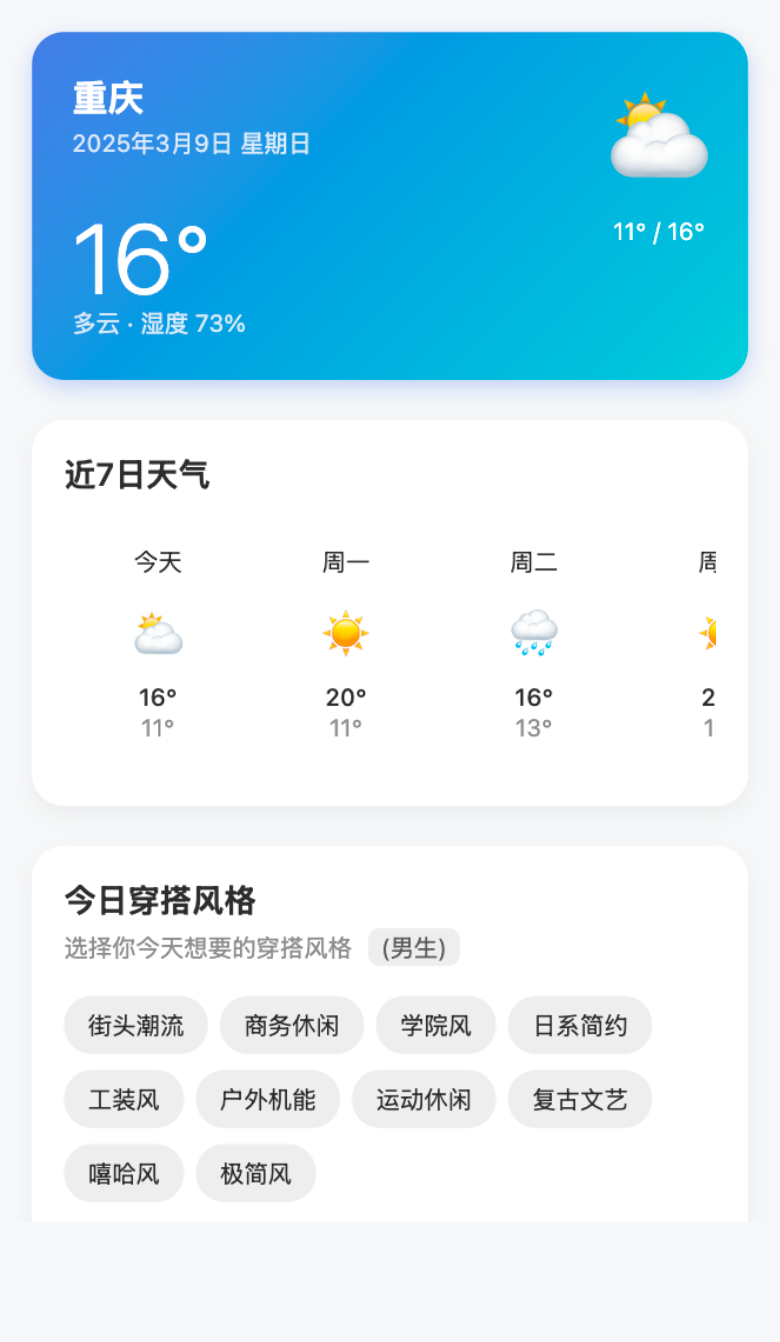 重庆
2025年3月9日 星期日
11° / 16°
16°
多云 · 湿度 73%
近7日天气
今天 周一 周二
16° 20° 16° 2
11° 11° 13° 1
今日穿搭风格
选择你今天想要的穿搭风格 (男生)
街头潮流 商务休闲 学院风 日系简约
工装风 户外机能 运动休闲 复古文艺
嘻哈风 极简风